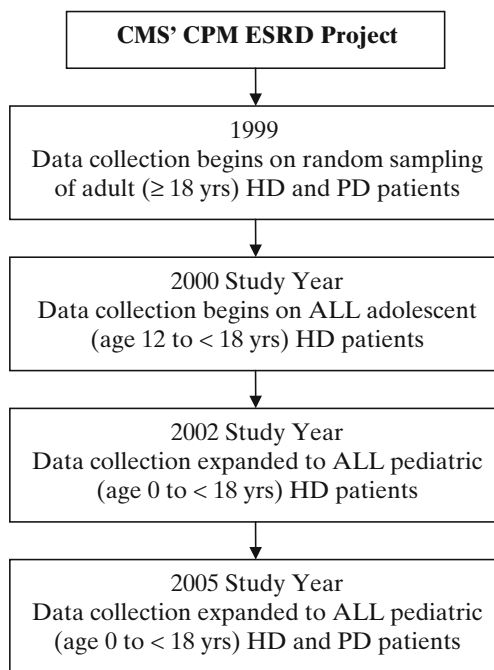 CMS' CPM ESRD Project
1999
Data collection begins on random sampling
of adult (≥ 18 yrs) HD and PD patients
2000 Study Year
Data collection begins on ALL adolescent
(age 12 to < 18 yrs) HD patients
2002 Study Year
Data collection expanded to ALL pediatric
(age 0 to < 18 yrs) HD patients
2005 Study Year
Data collection expanded to ALL pediatric
(age 0 to < 18 yrs) HD and PD patients